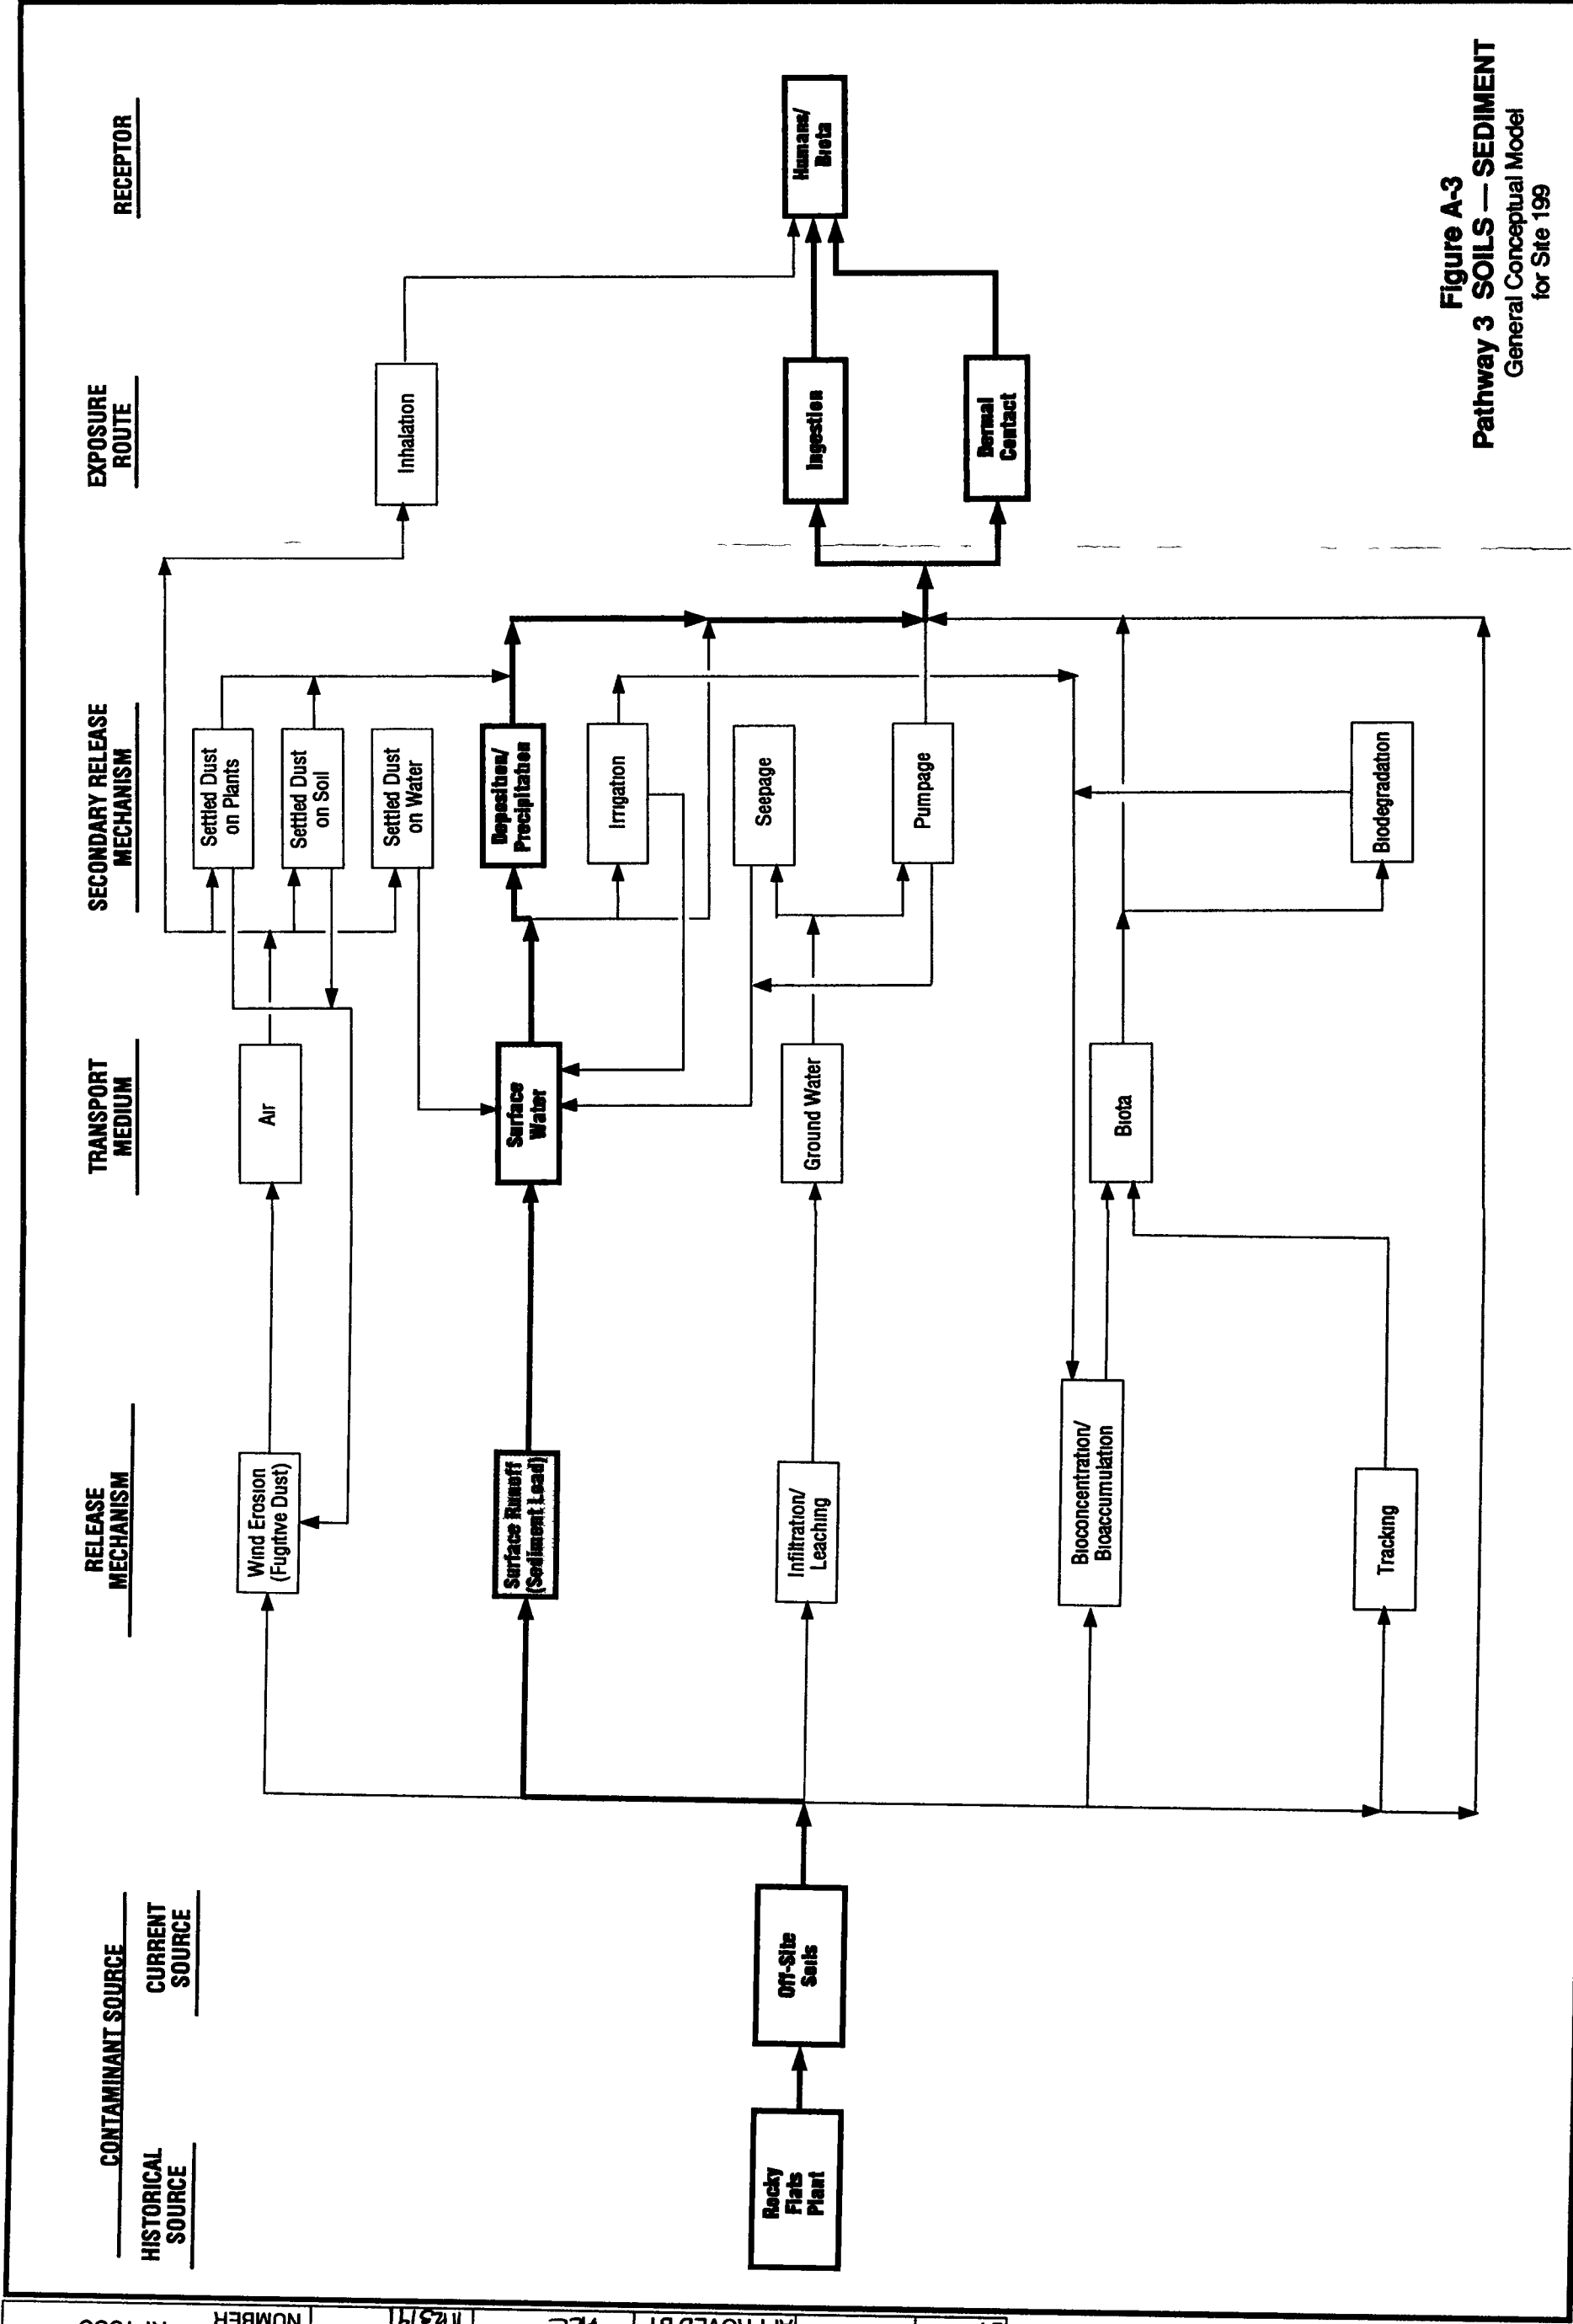 CONTAMINANT SOURCE
HISTORICAL
SOURCE
CURRENT
SOURCE
RELEASE
MECHANISM
TRANSPORT
MEDIUM
SECONDARY RELEASE
MECHANISM
EXPOSURE
ROUTE
RECEPTOR
Rocky
Flats
Plant
Off-Site
Soils
Wind Erosion
(Fugitive Dust)
Surface Runoff
(Sediment Load)
Infiltration/
Leaching
Bioconcentration/
Bioaccumulation
Tracking
Air
Surface
Water
Ground Water
Biota
Settled Dust
on Plants
Settled Dust
on Soil
Settled Dust
on Water
Deposition/
Precipitation
Irrigation
Seepage
Pumpage
Biodegradation
Inhalation
Ingestion
Dermal
Contact
Humans/
Biota
Figure A-3
Pathway 3 SOILS — SEDIMENT
General Conceptual Model
for Site 199
NUMBER